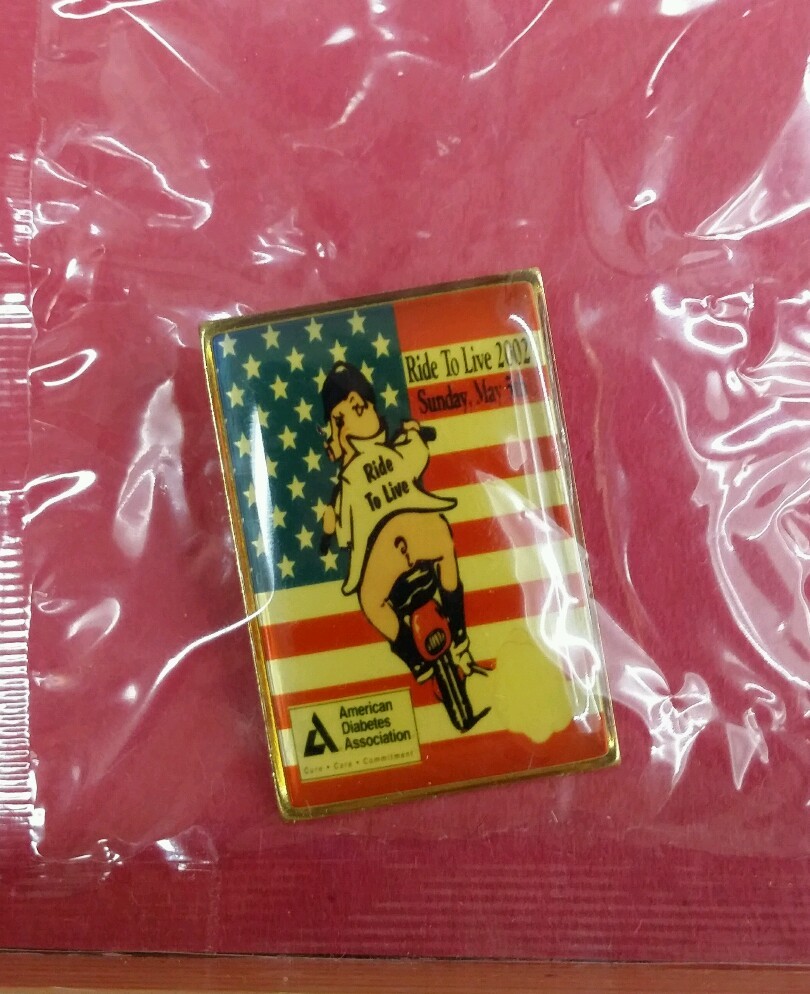 Ride To Live 2002
Sunday, May
Ride
To Live
American
Diabetes
Association
Cure • Care • Commitment